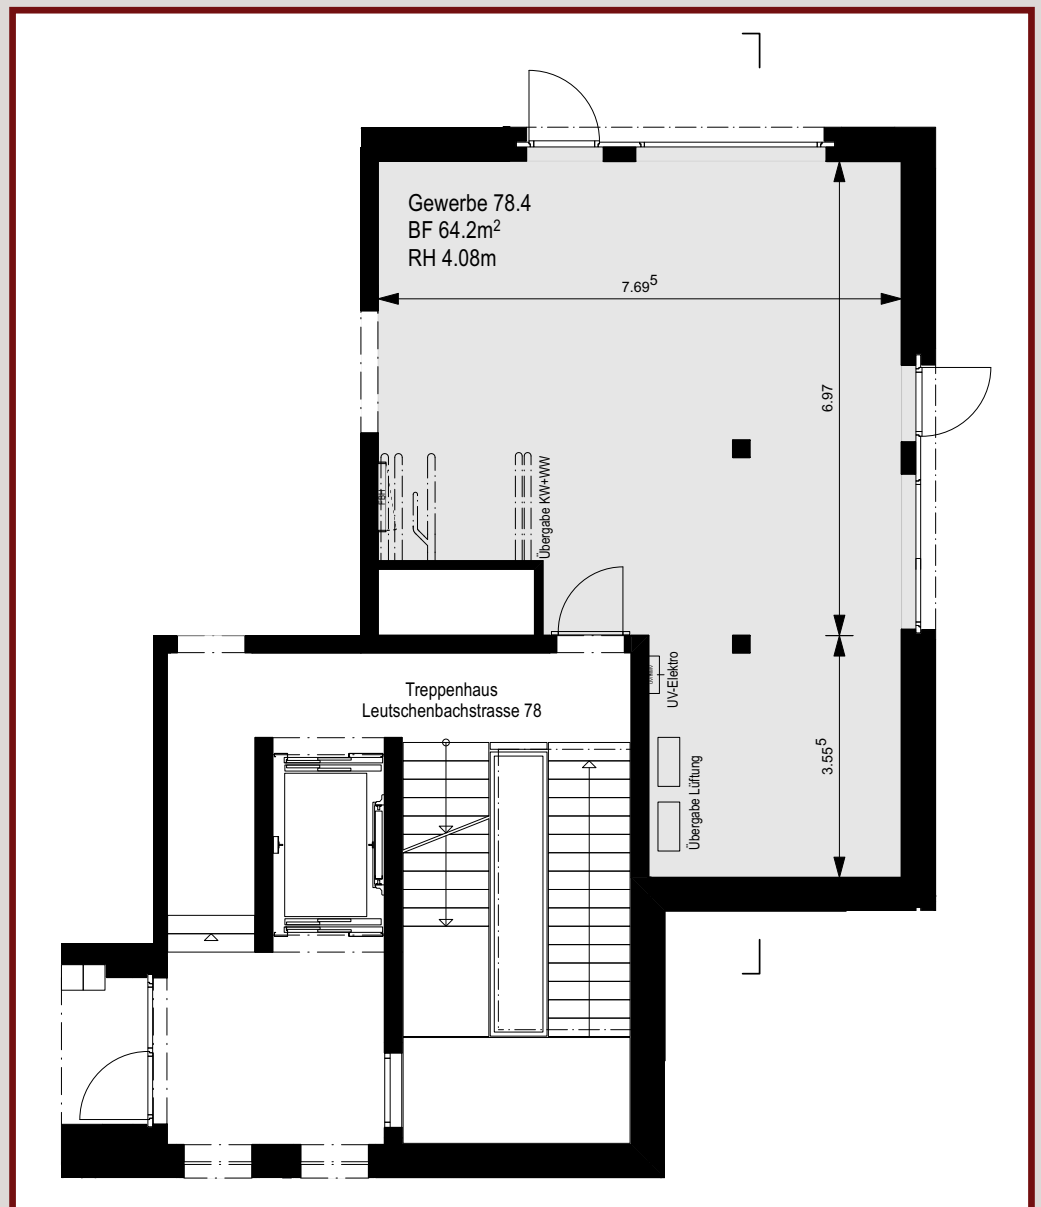 Gewerbe 78.4
BF 64.2m²
RH 4.08m
7.69⁵
6.97
Übergabe KW+WW
FBH
Treppenhaus
Leutschenbachstrasse 78
UV-Elektro
3.55⁵
Übergabe Lüftung